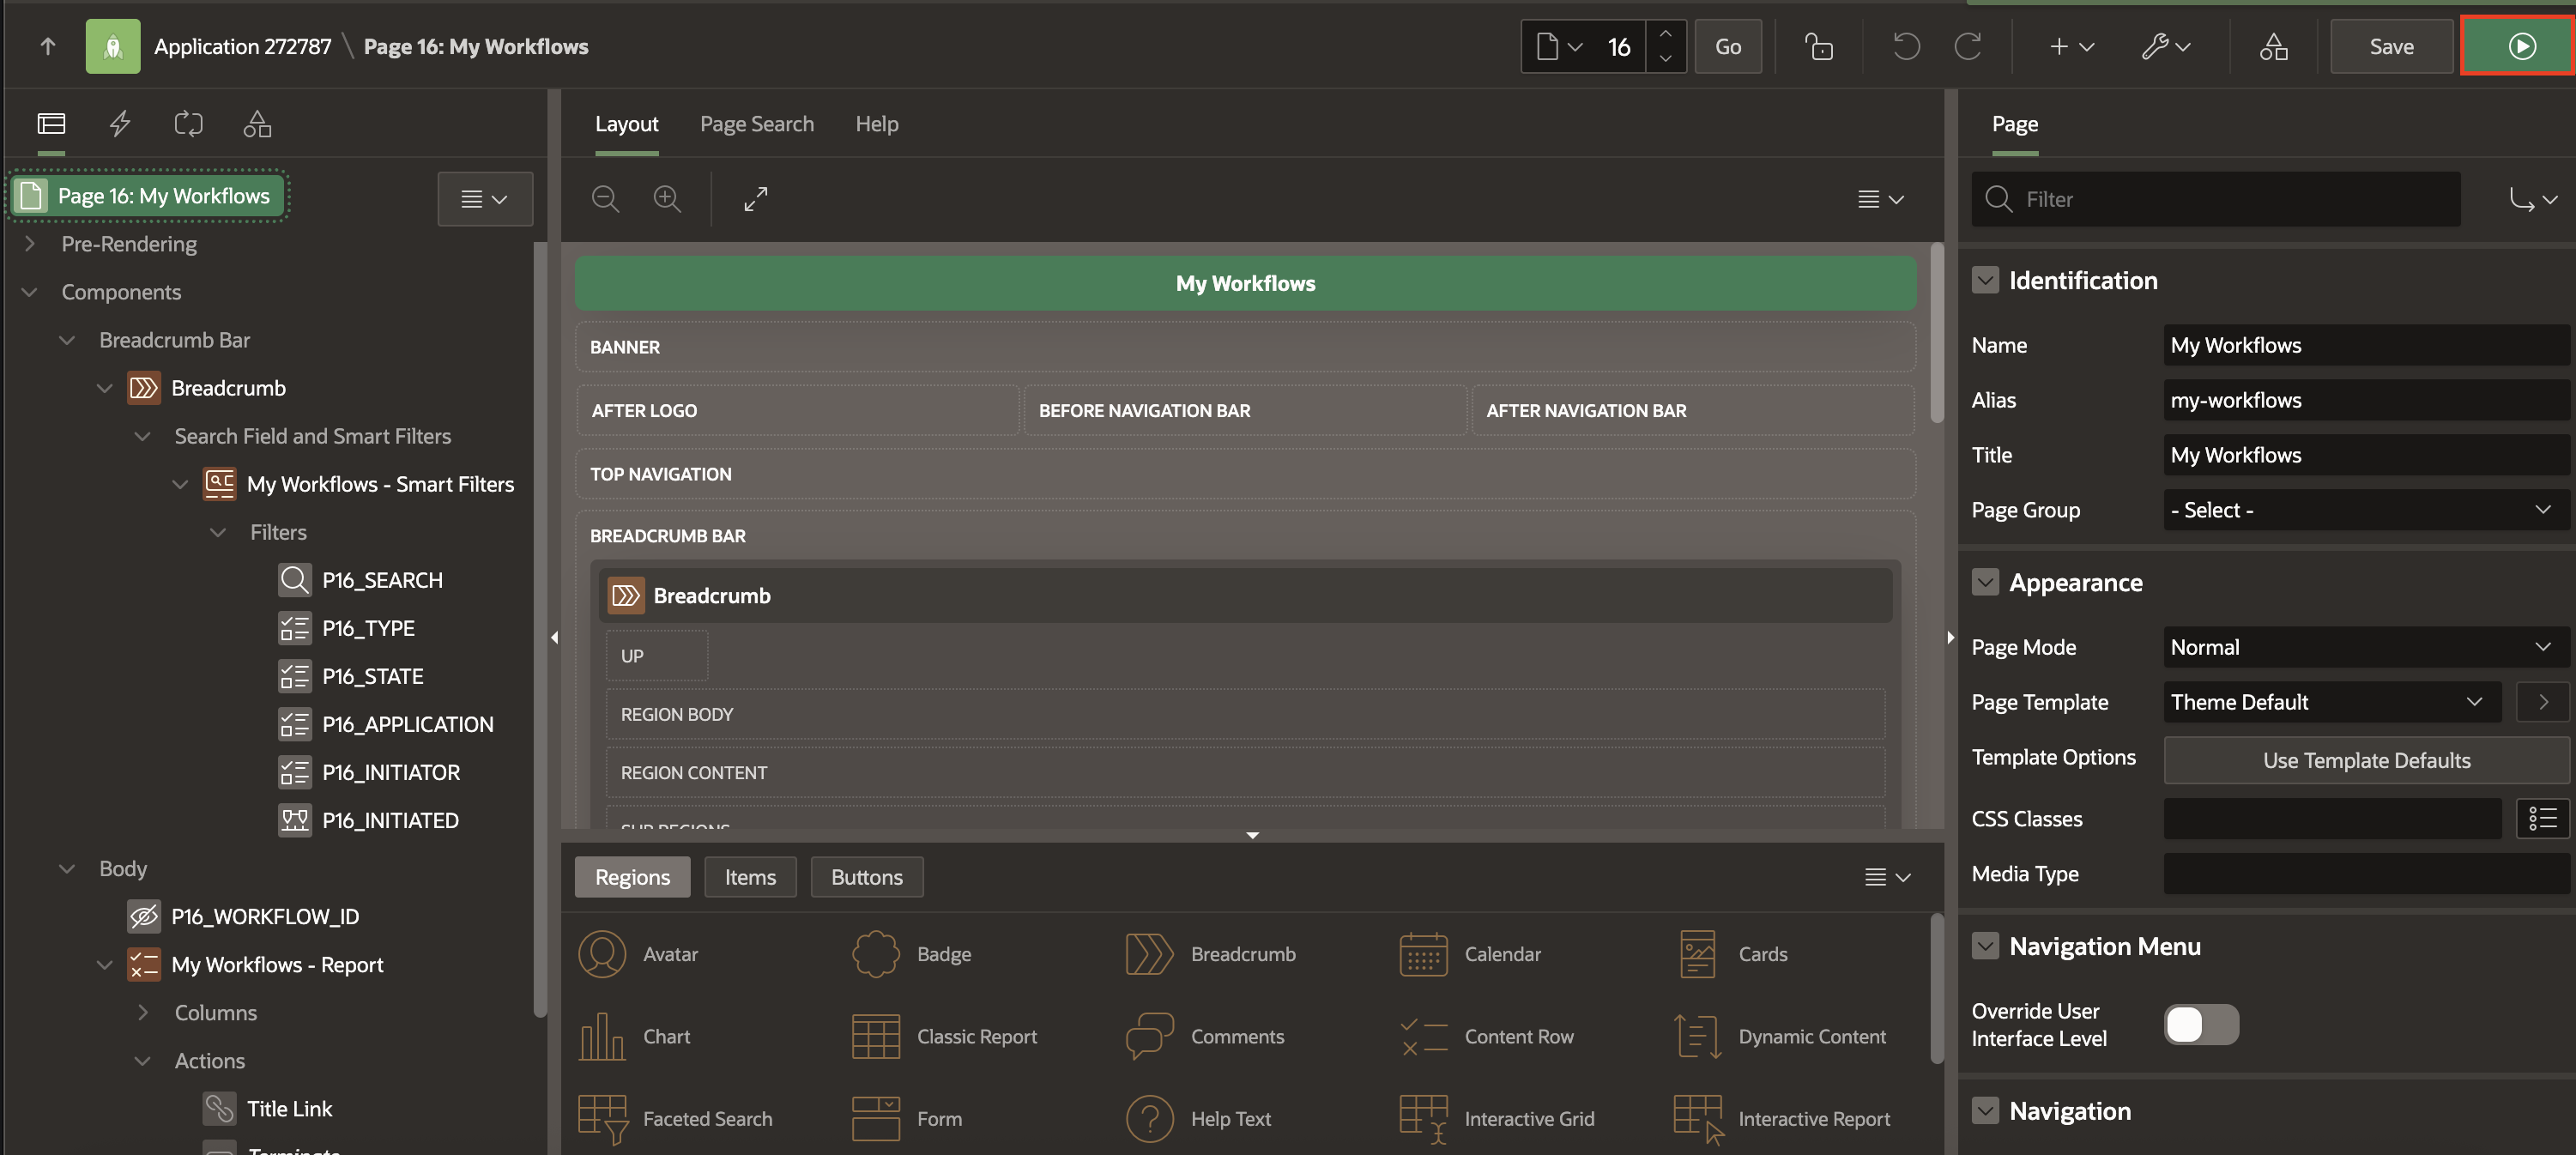 Application 272787 \ Page 16: My Workflows
16
Go
Save
Page 16: My Workflows
Pre-Rendering
Components
Breadcrumb Bar
Breadcrumb
Search Field and Smart Filters
My Workflows - Smart Filters
Filters
P16_SEARCH
P16_TYPE
P16_STATE
P16_APPLICATION
P16_INITIATOR
P16_INITIATED
Body
P16_WORKFLOW_ID
My Workflows - Report
Columns
Actions
Title Link
Layout
Page Search
Help
My Workflows
BANNER
AFTER LOGO
BEFORE NAVIGATION BAR
AFTER NAVIGATION BAR
TOP NAVIGATION
BREADCRUMB BAR
Breadcrumb
UP
REGION BODY
REGION CONTENT
SUB REGIONS
Regions
Items
Buttons
Avatar
Badge
Breadcrumb
Calendar
Cards
Chart
Classic Report
Comments
Content Row
Dynamic Content
Faceted Search
Form
Help Text
Interactive Grid
Interactive Report
Page
Filter
Identification
Name
My Workflows
Alias
my-workflows
Title
My Workflows
Page Group
- Select -
Appearance
Page Mode
Normal
Page Template
Theme Default
Template Options
Use Template Defaults
CSS Classes
Media Type
Navigation Menu
Override User
Interface Level
Navigation